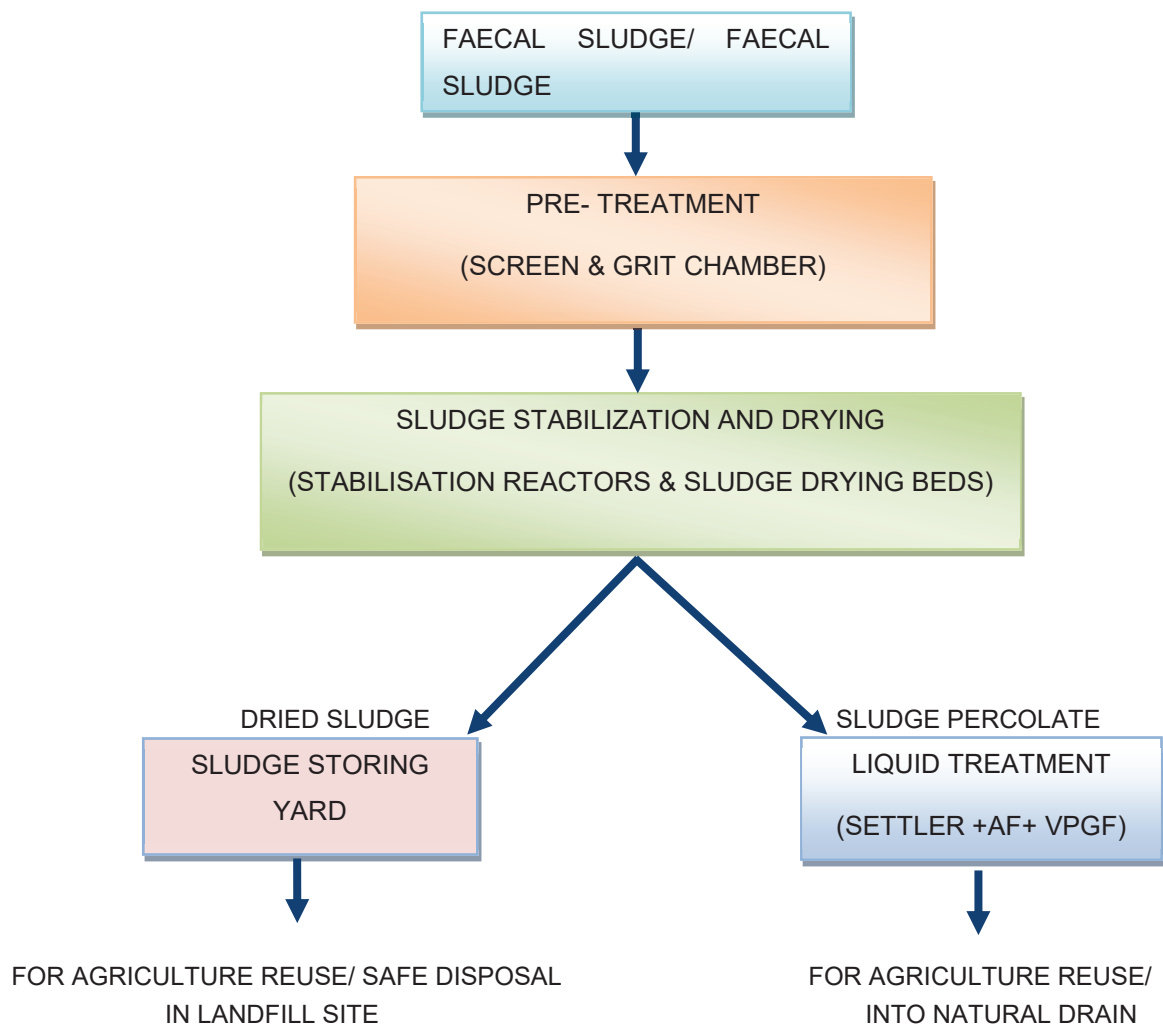 FAECAL SLUDGE/ FAECAL
SLUDGE
PRE- TREATMENT
(SCREEN & GRIT CHAMBER)
SLUDGE STABILIZATION AND DRYING
(STABILISATION REACTORS & SLUDGE DRYING BEDS)
DRIED SLUDGE
SLUDGE STORING
YARD
FOR AGRICULTURE REUSE/ SAFE DISPOSAL
IN LANDFILL SITE
SLUDGE PERCOLATE
LIQUID TREATMENT
(SETTLER +AF+ VPGF)
FOR AGRICULTURE REUSE/
INTO NATURAL DRAIN